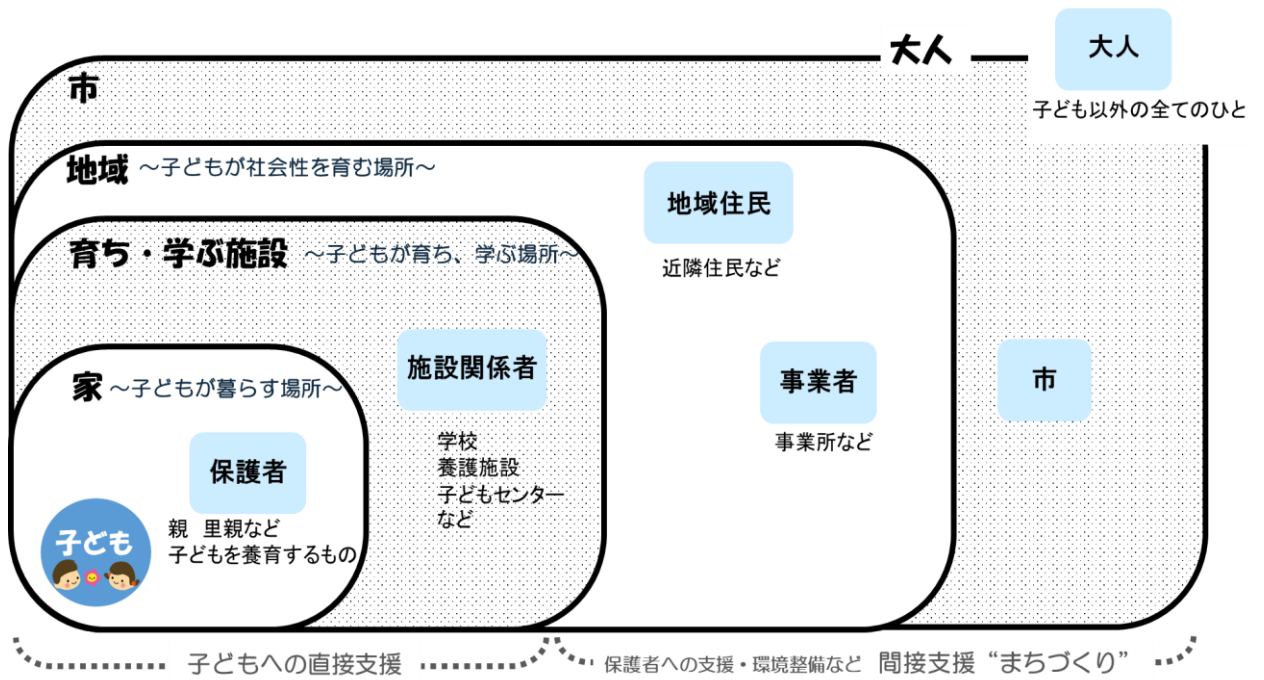 大人
大人
子ども以外の全てのひと
市
地域 ～子どもが社会性を育む場所～
地域住民
近隣住民など
育ち・学ぶ施設 ～子どもが育ち、学ぶ場所～
施設関係者
学校
養護施設
子どもセンター
など
事業者
事業所など
市
家 ～子どもが暮らす場所～
保護者
親 里親など
子どもを養育するもの
子ども
子どもへの直接支援
保護者への支援・環境整備など 間接支援 “まちづくり”